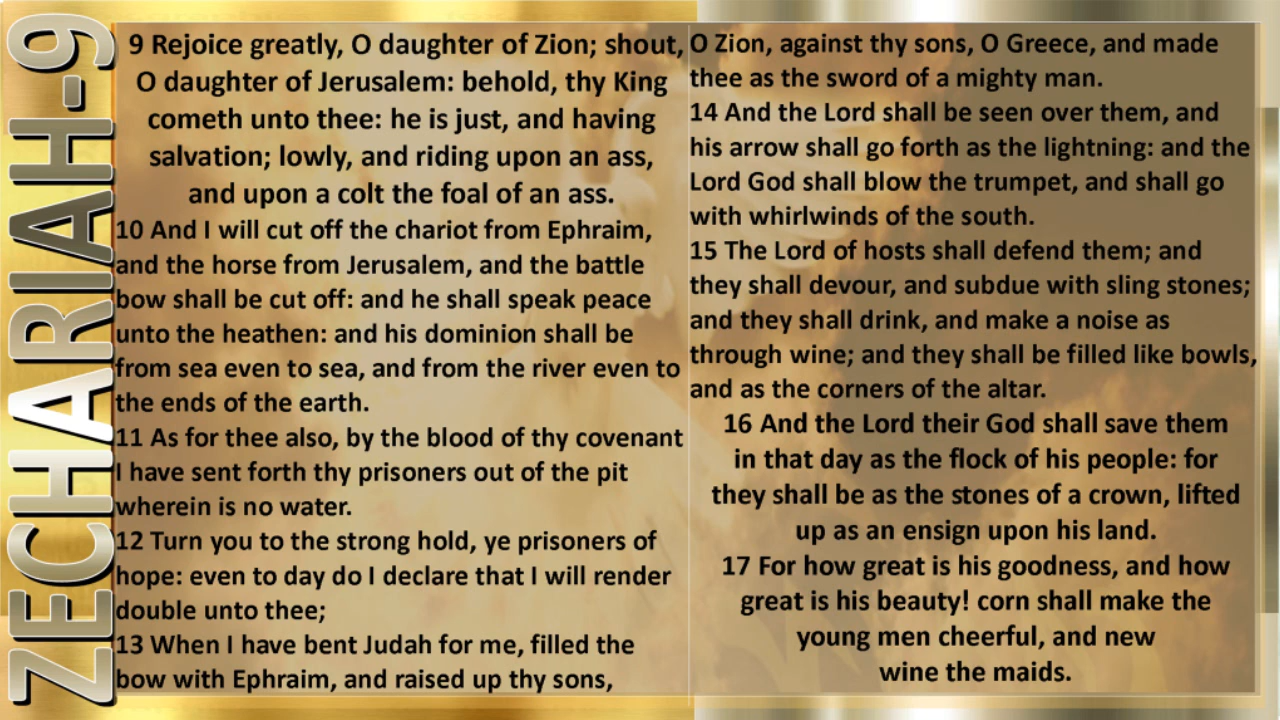 ZECHARIAH-9
9 Rejoice greatly, O daughter of Zion; shout,
O daughter of Jerusalem: behold, thy King
cometh unto thee: he is just, and having
salvation; lowly, and riding upon an ass,
and upon a colt the foal of an ass.
10 And I will cut off the chariot from Ephraim,
and the horse from Jerusalem, and the battle
bow shall be cut off: and he shall speak peace
unto the heathen: and his dominion shall be
from sea even to sea, and from the river even to
the ends of the earth.
11 As for thee also, by the blood of thy covenant
I have sent forth thy prisoners out of the pit
wherein is no water.
12 Turn you to the strong hold, ye prisoners of
hope: even to day do I declare that I will render
double unto thee;
13 When I have bent Judah for me, filled the
bow with Ephraim, and raised up thy sons,
O Zion, against thy sons, O Greece, and made
thee as the sword of a mighty man.
14 And the Lord shall be seen over them, and
his arrow shall go forth as the lightning: and the
Lord God shall blow the trumpet, and shall go
with whirlwinds of the south.
15 The Lord of hosts shall defend them; and
they shall devour, and subdue with sling stones;
and they shall drink, and make a noise as
through wine; and they shall be filled like bowls,
and as the corners of the altar.
16 And the Lord their God shall save them
in that day as the flock of his people: for
they shall be as the stones of a crown, lifted
up as an ensign upon his land.
17 For how great is his goodness, and how
great is his beauty! corn shall make the
young men cheerful, and new
wine the maids.